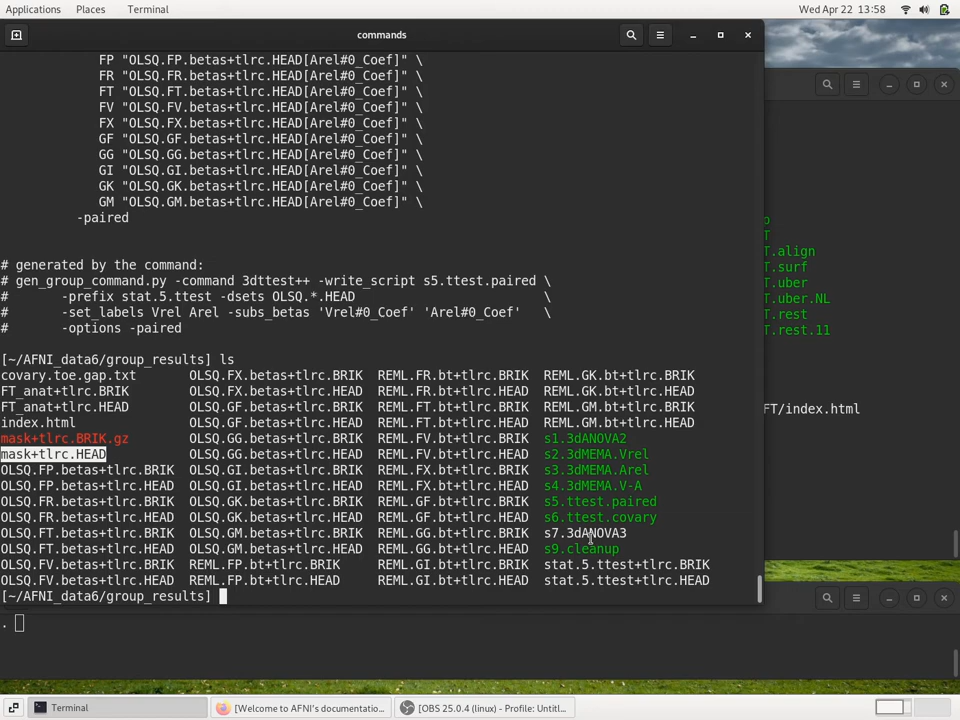 Applications Places Terminal Wed Apr 22 13:58
commands
FP "OLSQ.FP.betas+tlrc.HEAD[Arel#0_Coef]" \
FR "OLSQ.FR.betas+tlrc.HEAD[Arel#0_Coef]" \
FT "OLSQ.FT.betas+tlrc.HEAD[Arel#0_Coef]" \
FV "OLSQ.FV.betas+tlrc.HEAD[Arel#0_Coef]" \
FX "OLSQ.FX.betas+tlrc.HEAD[Arel#0_Coef]" \
GF "OLSQ.GF.betas+tlrc.HEAD[Arel#0_Coef]" \
GG "OLSQ.GG.betas+tlrc.HEAD[Arel#0_Coef]" \
GI "OLSQ.GI.betas+tlrc.HEAD[Arel#0_Coef]" \
GK "OLSQ.GK.betas+tlrc.HEAD[Arel#0_Coef]" \
GM "OLSQ.GM.betas+tlrc.HEAD[Arel#0_Coef]" \
-paired
# generated by the command:
# gen_group_command.py -command 3dttest++ -write_script s5.ttest.paired \
# -prefix stat.5.ttest -dsets OLSQ.*.HEAD \
# -set_labels Vrel Arel -subs_betas 'Vrel#0_Coef' 'Arel#0_Coef' \
# -options -paired
[~/AFNI_data6/group_results] ls
covary.toe.gap.txt OLSQ.FX.betas+tlrc.BRIK REML.FR.bt+tlrc.BRIK REML.GK.bt+tlrc.BRIK
FT_anat+tlrc.BRIK OLSQ.FX.betas+tlrc.HEAD REML.FR.bt+tlrc.HEAD REML.GK.bt+tlrc.HEAD
FT_anat+tlrc.HEAD OLSQ.GF.betas+tlrc.BRIK REML.FT.bt+tlrc.BRIK REML.GM.bt+tlrc.BRIK
index.html OLSQ.GF.betas+tlrc.HEAD REML.FT.bt+tlrc.HEAD REML.GM.bt+tlrc.HEAD
mask+tlrc.BRIK.gz OLSQ.GG.betas+tlrc.BRIK REML.FV.bt+tlrc.BRIK s1.3dANOVA2
mask+tlrc.HEAD OLSQ.GG.betas+tlrc.HEAD REML.FV.bt+tlrc.HEAD s2.3dMEMA.Vrel
OLSQ.FP.betas+tlrc.BRIK OLSQ.GI.betas+tlrc.BRIK REML.FX.bt+tlrc.BRIK s3.3dMEMA.Arel
OLSQ.FP.betas+tlrc.HEAD OLSQ.GI.betas+tlrc.HEAD REML.FX.bt+tlrc.HEAD s4.3dMEMA.V-A
OLSQ.FR.betas+tlrc.BRIK OLSQ.GK.betas+tlrc.BRIK REML.GF.bt+tlrc.BRIK s5.ttest.paired
OLSQ.FR.betas+tlrc.HEAD OLSQ.GK.betas+tlrc.HEAD REML.GF.bt+tlrc.HEAD s6.ttest.covary
OLSQ.FT.betas+tlrc.BRIK OLSQ.GM.betas+tlrc.BRIK REML.GG.bt+tlrc.BRIK s7.3dANOVA3
OLSQ.FT.betas+tlrc.HEAD OLSQ.GM.betas+tlrc.HEAD REML.GG.bt+tlrc.HEAD s9.cleanup
OLSQ.FV.betas+tlrc.BRIK REML.FP.bt+tlrc.BRIK REML.GI.bt+tlrc.BRIK stat.5.ttest+tlrc.BRIK
OLSQ.FV.betas+tlrc.HEAD REML.FP.bt+tlrc.HEAD REML.GI.bt+tlrc.HEAD stat.5.ttest+tlrc.HEAD
[~/AFNI_data6/group_results]
T.align
T.surf
T.uber
T.uber.NL
T.rest
T.rest.11
FT/index.html
.
Terminal [Welcome to AFNI's documentatio... [OBS 25.0.4 (linux) - Profile: Untitl...